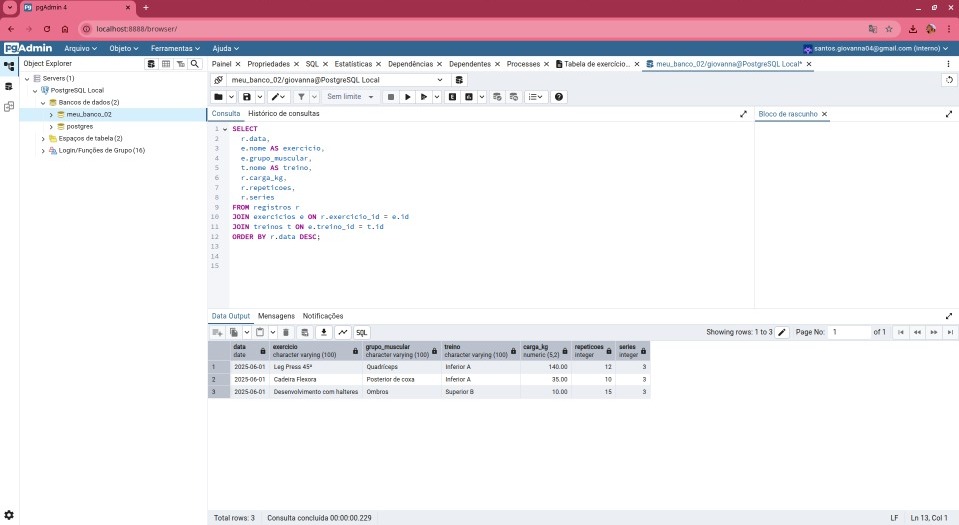 pgAdmin 4
localhost:8888/browser/
pgAdmin Arquivo Objeto Ferramentas Ajuda santos.giovanna04@gmail.com (interno)
Object Explorer
Painel Propriedades SQL Estatísticas Dependências Dependentes Processes Tabela de exercício... meu_banco_02/giovanna@PostgreSQL Local*
Servers (1)
PostgreSQL Local
Bancos de dados (2)
meu_banco_02
postgres
Espaços de tabela (2)
Login/Funções de Grupo (16)
meu_banco_02/giovanna@PostgreSQL Local
Sem limite
Consulta Histórico de consultas Bloco de rascunho
1 SELECT
2 r.data,
3 e.nome AS exercicio,
4 e.grupo_muscular,
5 t.nome AS treino,
6 r.carga_kg,
7 r.repeticoes,
8 r.series
9 FROM registros r
10 JOIN exercicios e ON r.exercicio_id = e.id
11 JOIN treinos t ON e.treino_id = t.id
12 ORDER BY r.data DESC;
13
14
15
Data Output Mensagens Notificações
SQL Showing rows: 1 to 3 Page No: 1 of 1
data exercicio grupo_muscular treino carga_kg repeticoes series
date character varying (100) character varying (100) character varying (100) numeric (5,2) integer integer
1 2025-06-01 Leg Press 45º Quadríceps Inferior A 140.00 12 3
2 2025-06-01 Cadeira Flexora Posterior de coxa Inferior A 35.00 10 3
3 2025-06-01 Desenvolvimento com halteres Ombros Superior B 10.00 15 3
Total rows: 3 Consulta concluída 00:00:00.229 LF Ln 13, Col 1